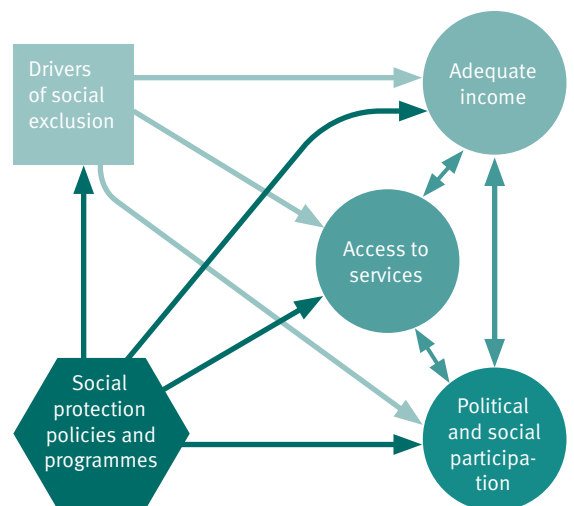 Drivers
of social
exclusion
Adequate
income
Access to
services
Social
protection
policies and
programmes
Political
and social
participa-
tion